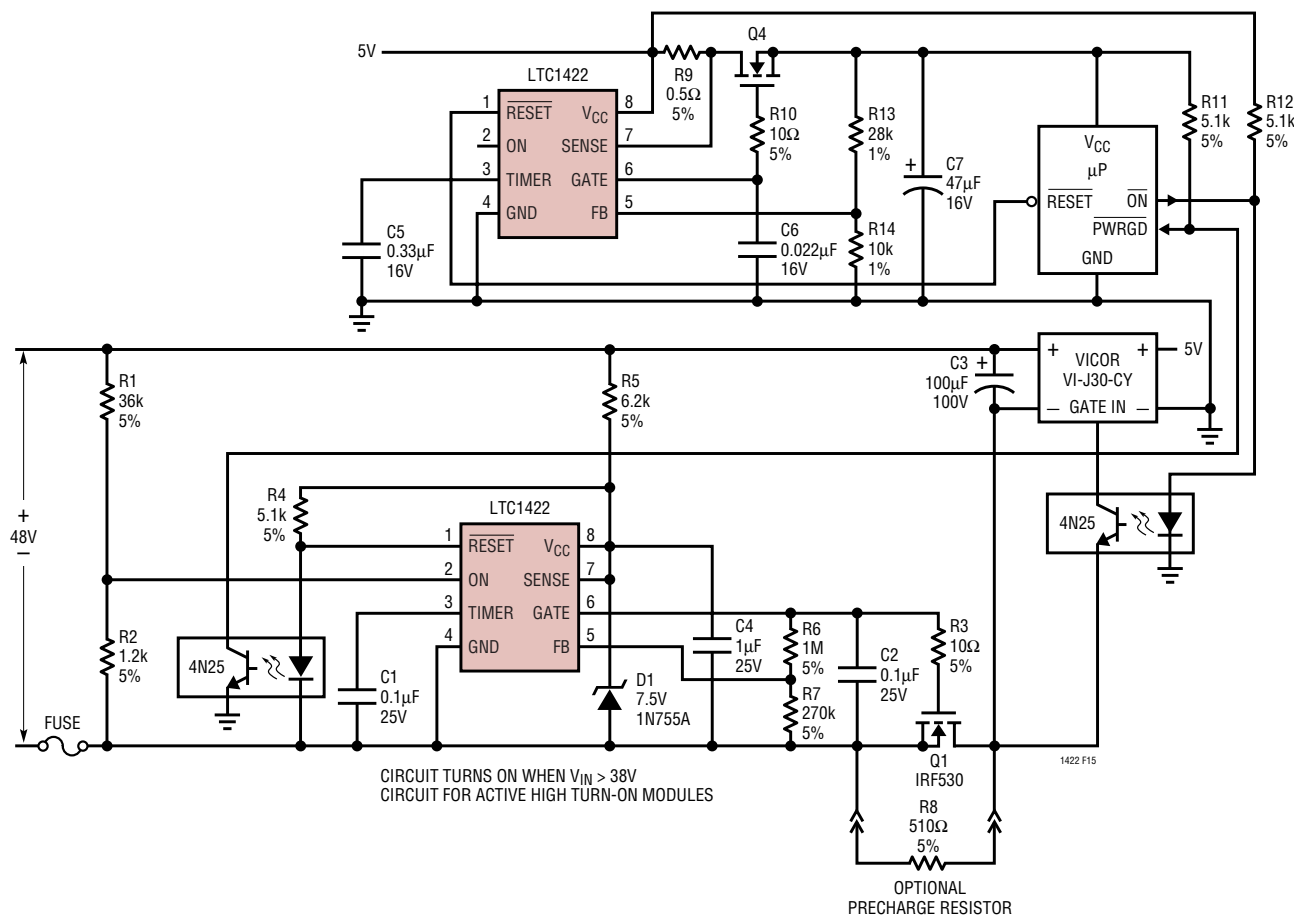 5V
Q4
LTC1422
R9
0.5Ω
5%
1
RESET
VCC
8
2
ON
SENSE
7
3
TIMER
GATE
6
4
GND
FB
5
R10
10Ω
5%
R13
28k
1%
C7
+
47µF
16V
R11
5.1k
5%
R12
5.1k
5%
VCC
µP
RESET
ON
PWRGD
GND
C5
0.33µF
16V
C6
0.022µF
16V
R14
10k
1%
R1
36k
5%
R5
6.2k
5%
C3
+
100µF
100V
+
VICOR
+
5V
VI-J30-CY
–
GATE IN
–
+
48V
–
R4
5.1k
5%
LTC1422
1
RESET
VCC
8
2
ON
SENSE
7
3
TIMER
GATE
6
4
GND
FB
5
4N25
R2
1.2k
5%
4N25
C1
0.1µF
25V
D1
7.5V
1N755A
C4
1µF
25V
R6
1M
5%
R7
270k
5%
C2
0.1µF
25V
R3
10Ω
5%
FUSE
Q1
IRF530
1422 F15
CIRCUIT TURNS ON WHEN VIN > 38V
CIRCUIT FOR ACTIVE HIGH TURN-ON MODULES
R8
510Ω
5%
OPTIONAL
PRECHARGE RESISTOR